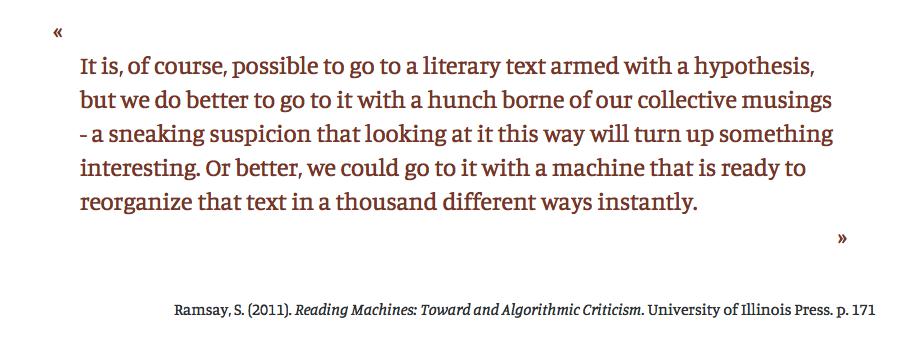 «
It is, of course, possible to go to a literary text armed with a hypothesis,
but we do better to go to it with a hunch borne of our collective musings
- a sneaking suspicion that looking at it this way will turn up something
interesting. Or better, we could go to it with a machine that is ready to
reorganize that text in a thousand different ways instantly.
»
Ramsay, S. (2011). Reading Machines: Toward and Algorithmic Criticism. University of Illinois Press. p. 171